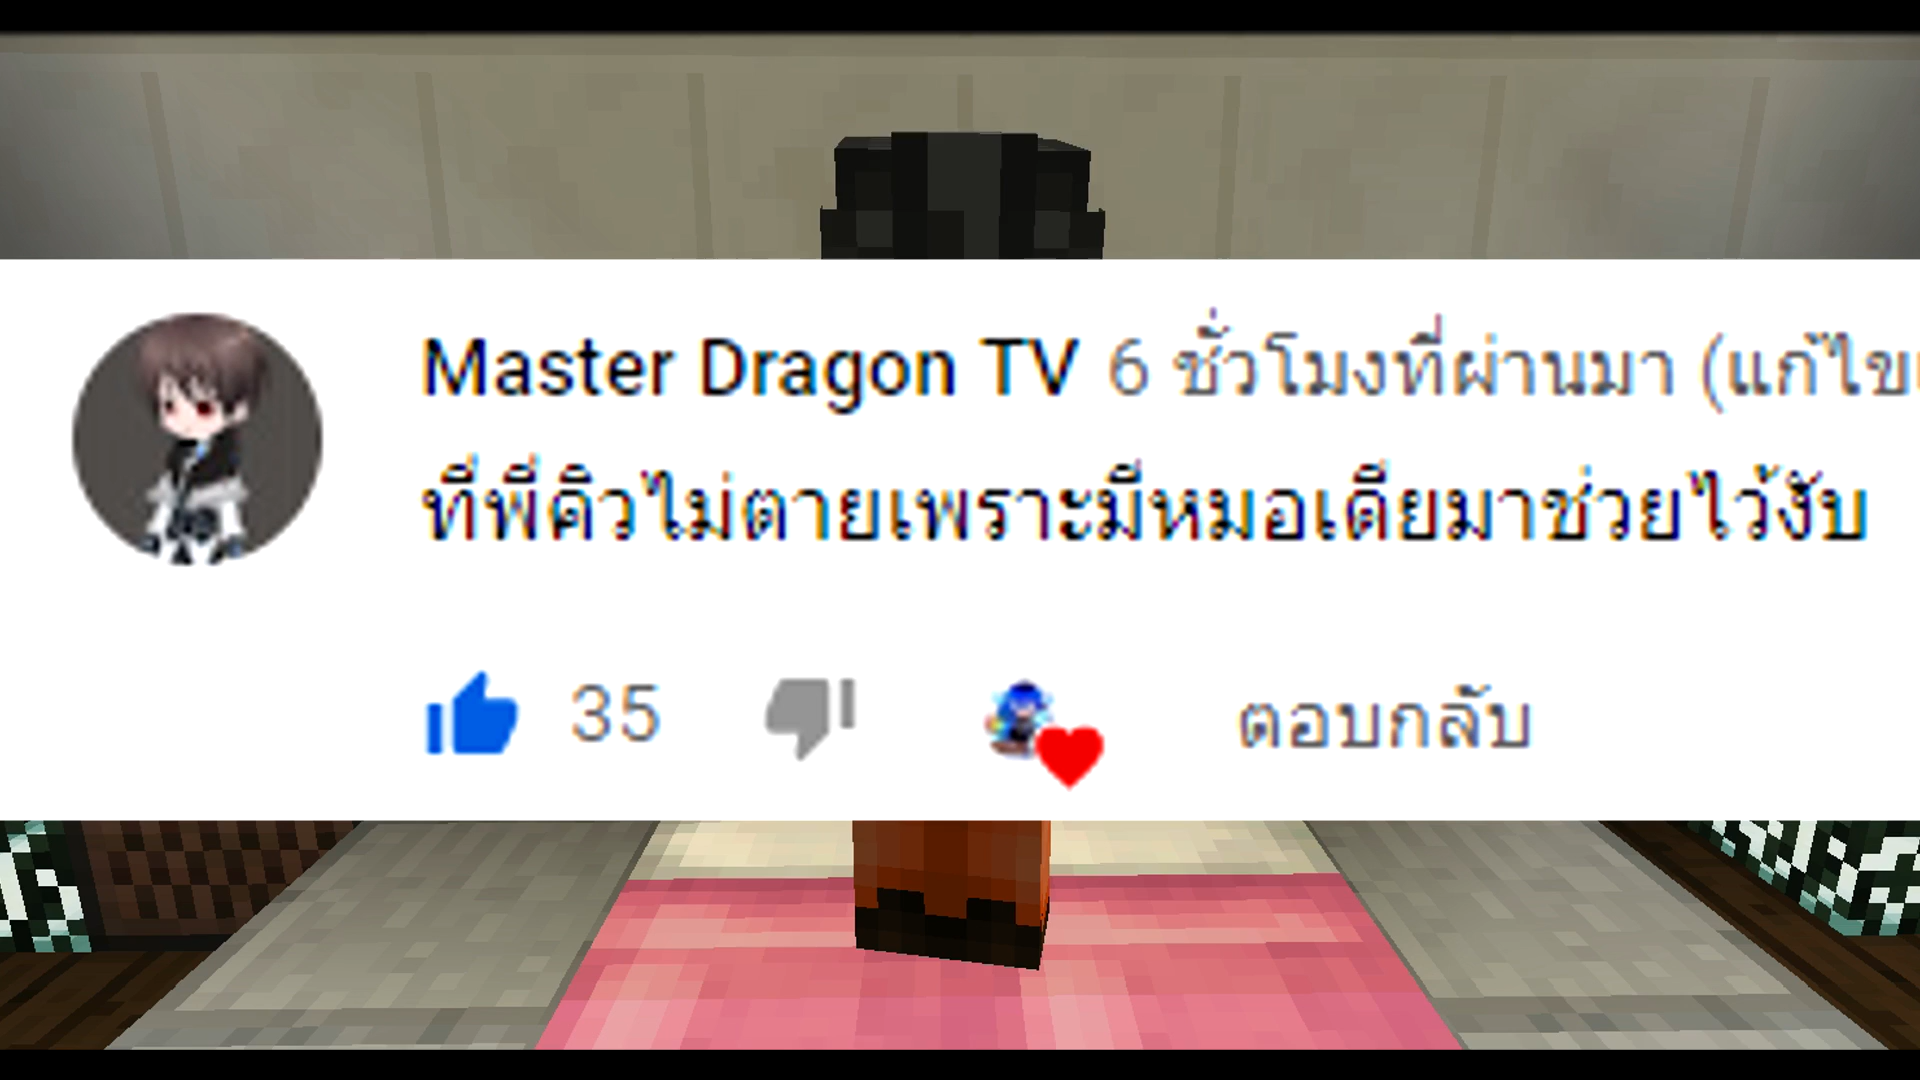 Master Dragon TV 6 ชั่วโมงที่ผ่านมา (แก้ไข
ที่พี่คิวไม่ตายเพราะมีหมอเดียมาช่วยไว้งับ
35 ตอบกลับ